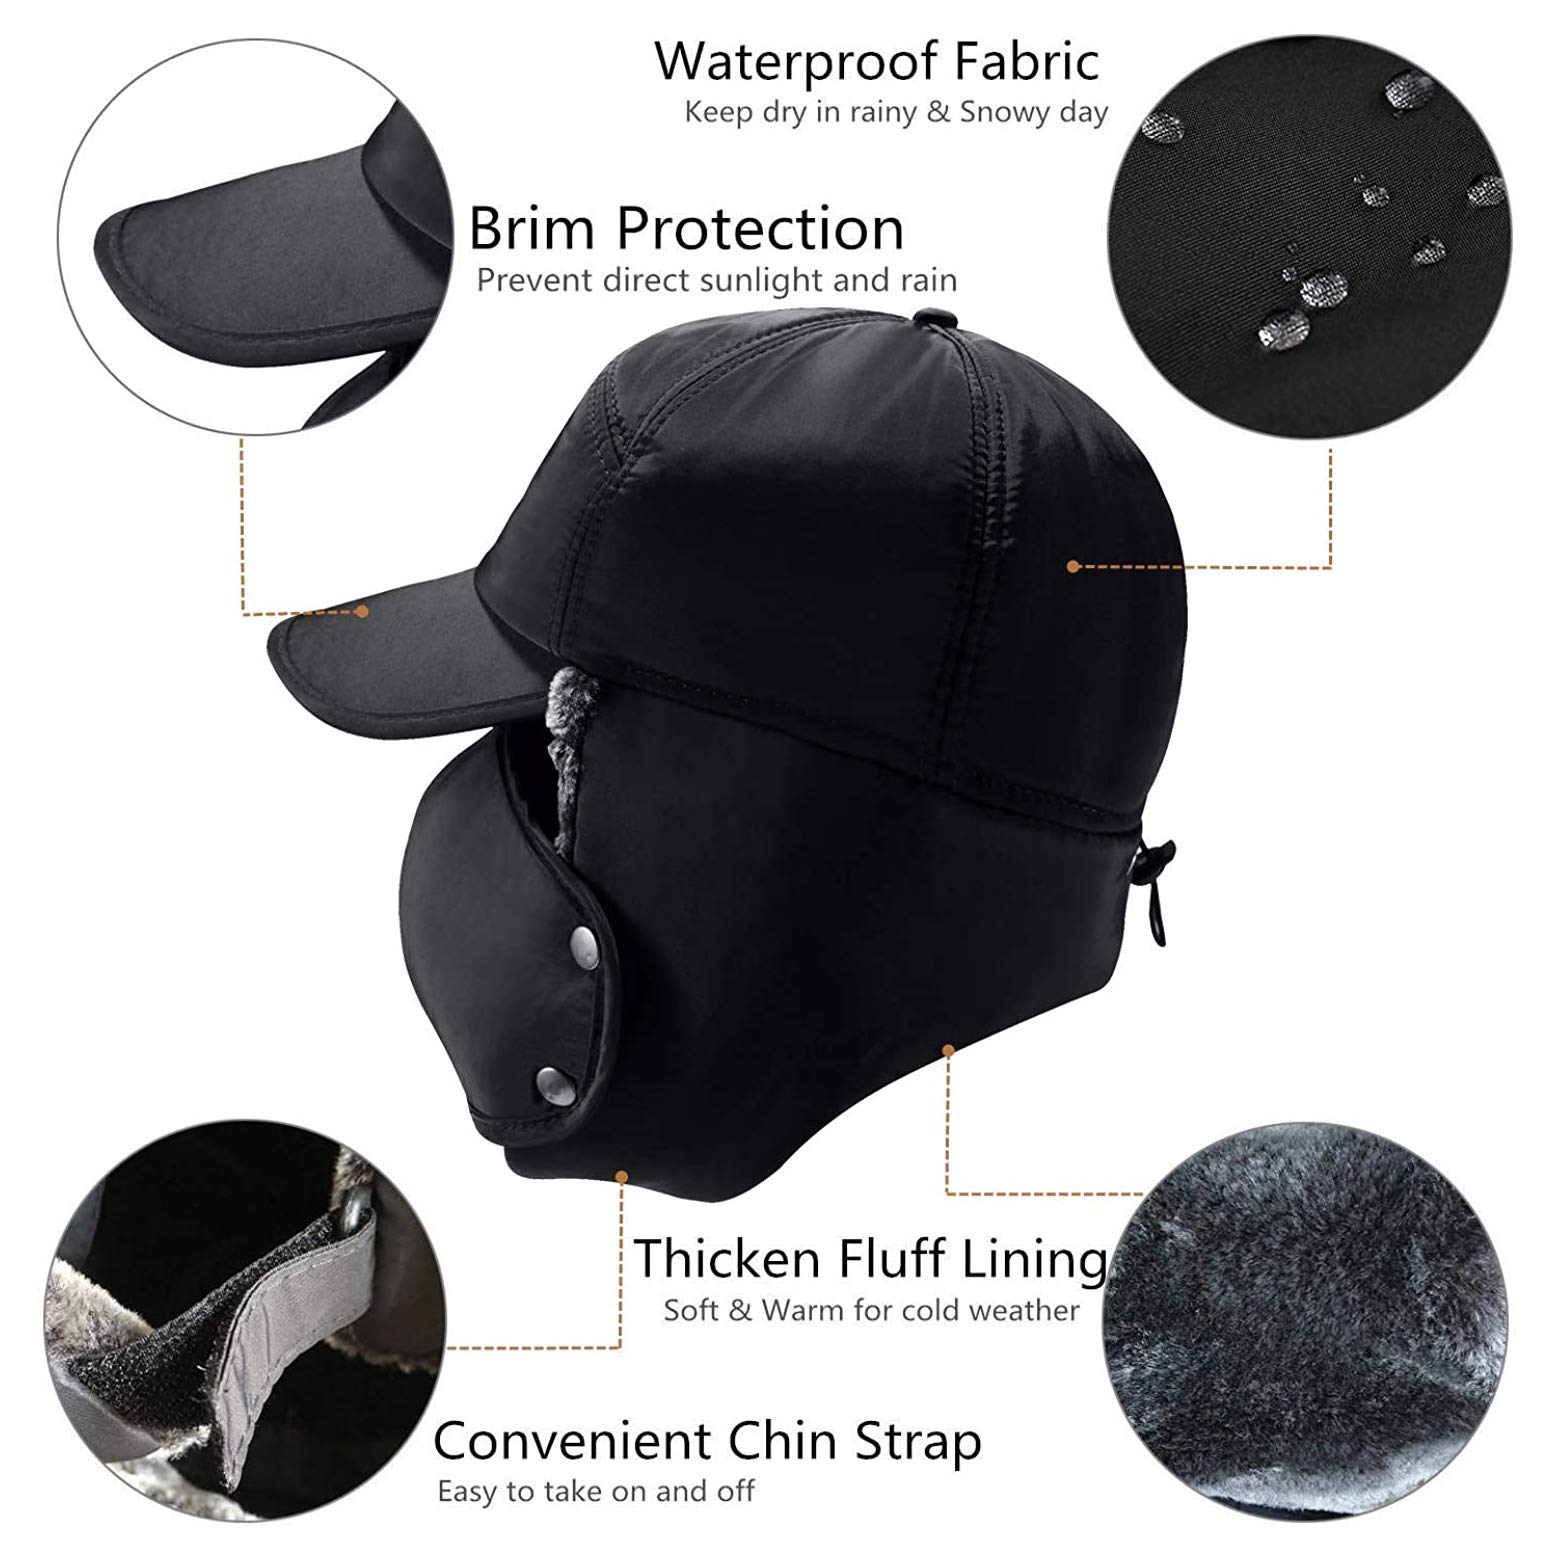 Waterproof Fabric
Keep dry in rainy & Snowy day
Brim Protection
Prevent direct sunlight and rain
Thicken Fluff Lining
Soft & Warm for cold weather
Convenient Chin Strap
Easy to take on and off